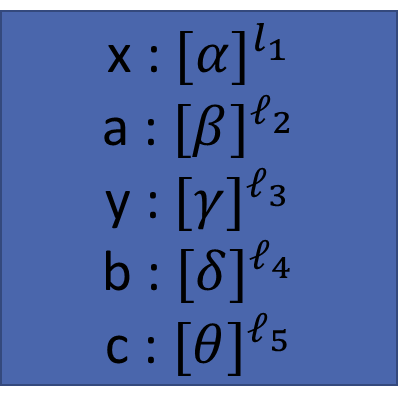 x : [𝛼]^𝑙₁
a : [𝛽]^ℓ₂
y : [𝛾]^ℓ₃
b : [𝛿]^ℓ₄
c : [𝜃]^ℓ₅